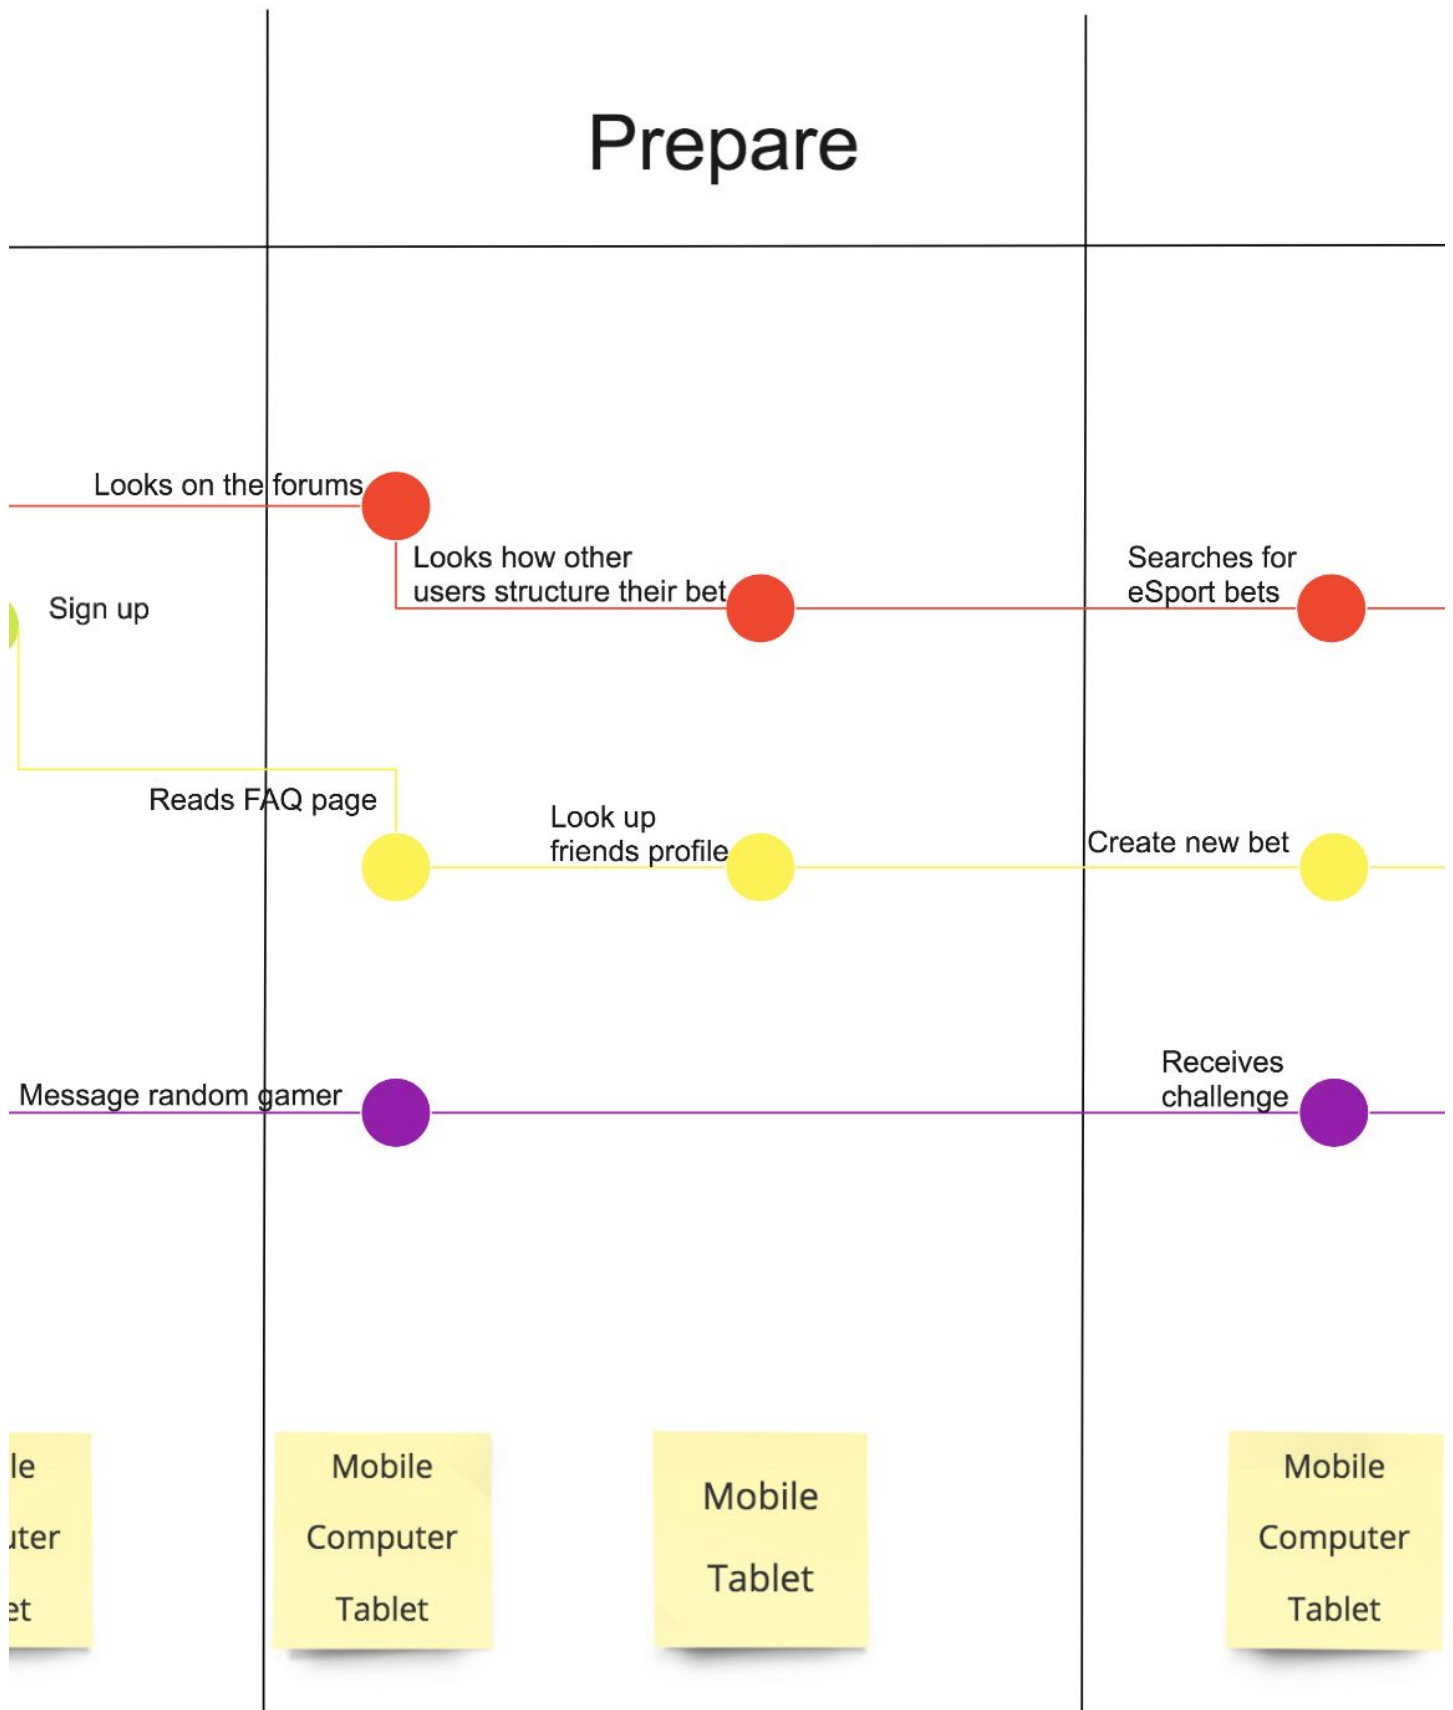 Prepare
Looks on the forums
Looks how other
users structure their bet
Searches for
eSport bets
Sign up
Reads FAQ page
Look up
friends profile
Create new bet
Message random gamer
Receives
challenge
Mobile
Computer
Tablet
Mobile
Tablet
Mobile
Computer
Tablet